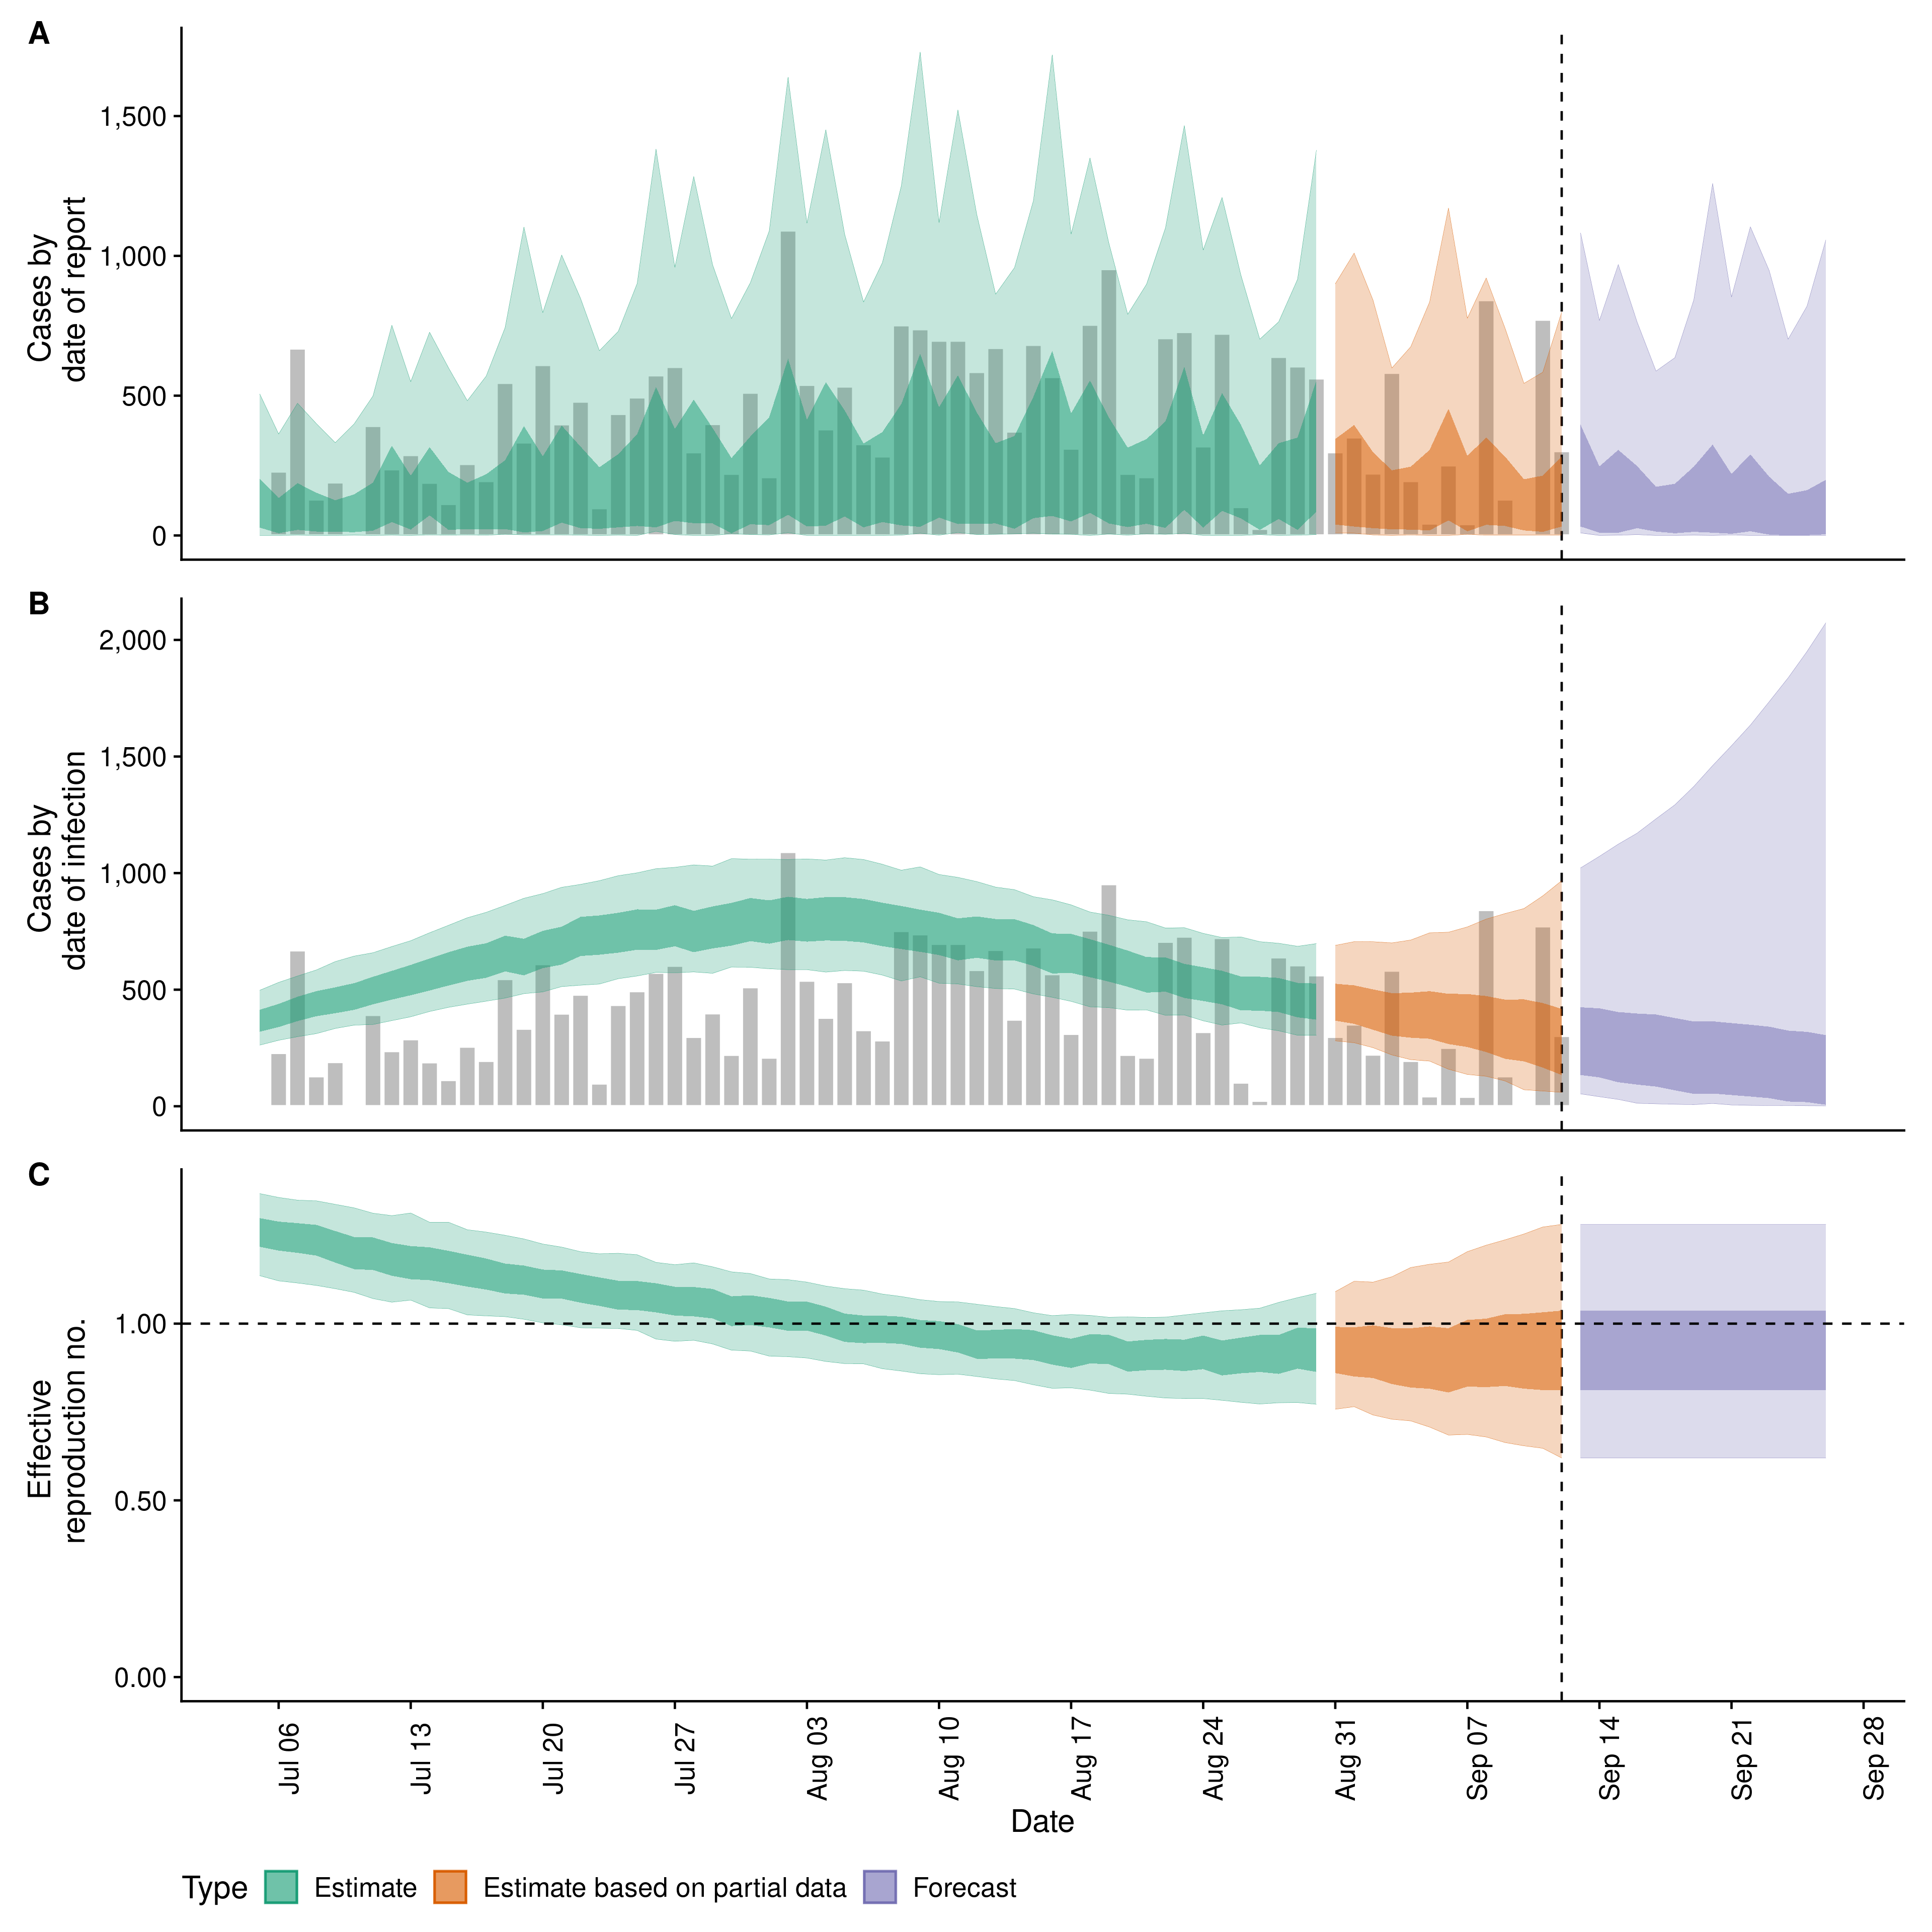 A
Cases by
date of report
1,500
1,000
500
0
B
Cases by
date of infection
2,000
1,500
1,000
500
0
C
Effective
reproduction no.
1.00
0.50
0.00
Jul 06
Jul 13
Jul 20
Jul 27
Aug 03
Aug 10
Aug 17
Aug 24
Aug 31
Sep 07
Sep 14
Sep 21
Sep 28
Date
Type
Estimate
Estimate based on partial data
Forecast